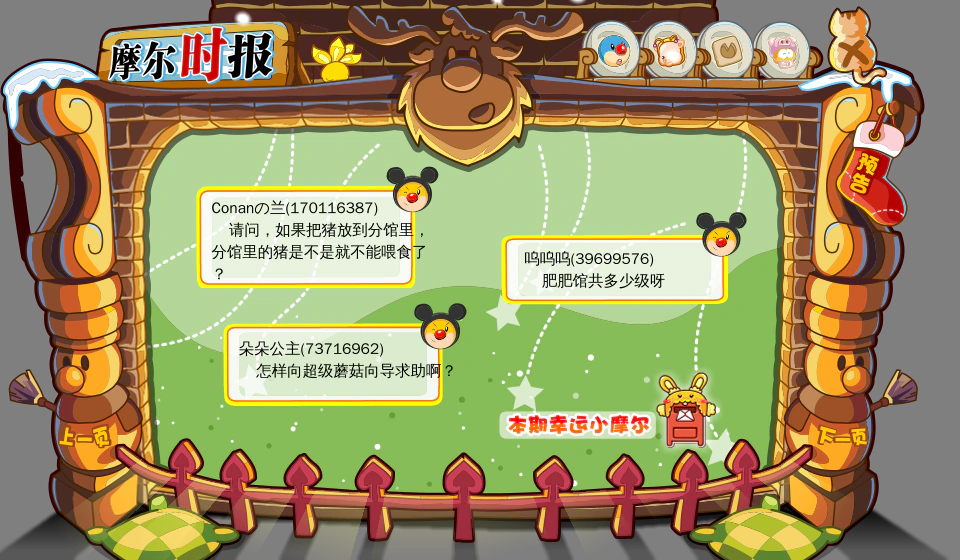 摩尔时报
预告
Conanの兰(170116387)
请问，如果把猪放到分馆里，
分馆里的猪是不是就不能喂食了
？
呜呜呜(39699576)
肥肥馆共多少级呀
朵朵公主(73716962)
怎样向超级蘑菇向导求助啊？
本期幸运小摩尔
上一页
下一页